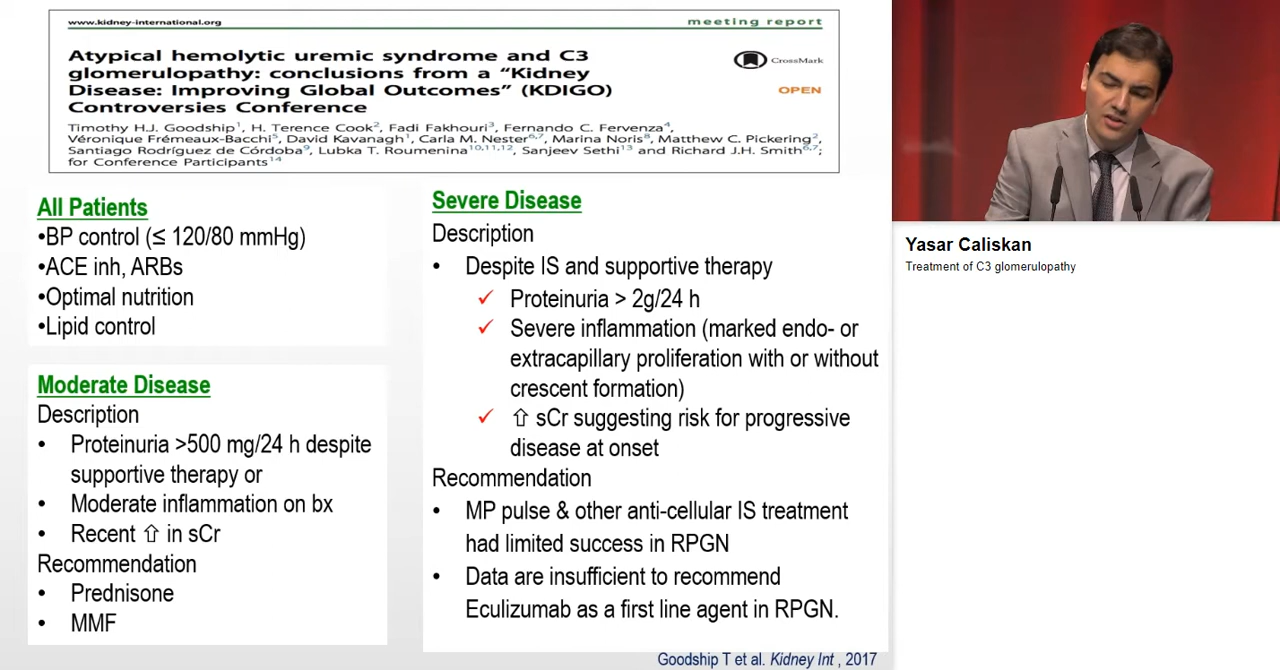 www.kidney-international.org
meeting report
Atypical hemolytic uremic syndrome and C3
glomerulopathy: conclusions from a “Kidney
Disease: Improving Global Outcomes” (KDIGO)
Controversies Conference
CrossMark
OPEN
Timothy H.J. Goodship1, H. Terence Cook2, Fadi Fakhouri3, Fernando C. Fervenza4,
Véronique Frémeaux-Bacchi5, David Kavanagh1, Carla M. Nester6,7, Marina Noris8, Matthew C. Pickering2,
Santiago Rodríguez de Córdoba9, Lubka T. Roumenina10,11,12, Sanjeev Sethi13 and Richard J.H. Smith6,7;
for Conference Participants14
All Patients
•BP control (≤ 120/80 mmHg)
•ACE inh, ARBs
•Optimal nutrition
•Lipid control
Moderate Disease
Description
• Proteinuria >500 mg/24 h despite
supportive therapy or
• Moderate inflammation on bx
• Recent ⇧ in sCr
Recommendation
• Prednisone
• MMF
Severe Disease
Description
• Despite IS and supportive therapy
✓ Proteinuria > 2g/24 h
✓ Severe inflammation (marked endo- or
extracapillary proliferation with or without
crescent formation)
✓ ⇧ sCr suggesting risk for progressive
disease at onset
Recommendation
• MP pulse & other anti-cellular IS treatment
had limited success in RPGN
• Data are insufficient to recommend
Eculizumab as a first line agent in RPGN.
Goodship T et al. Kidney Int , 2017
Yasar Caliskan
Treatment of C3 glomerulopathy